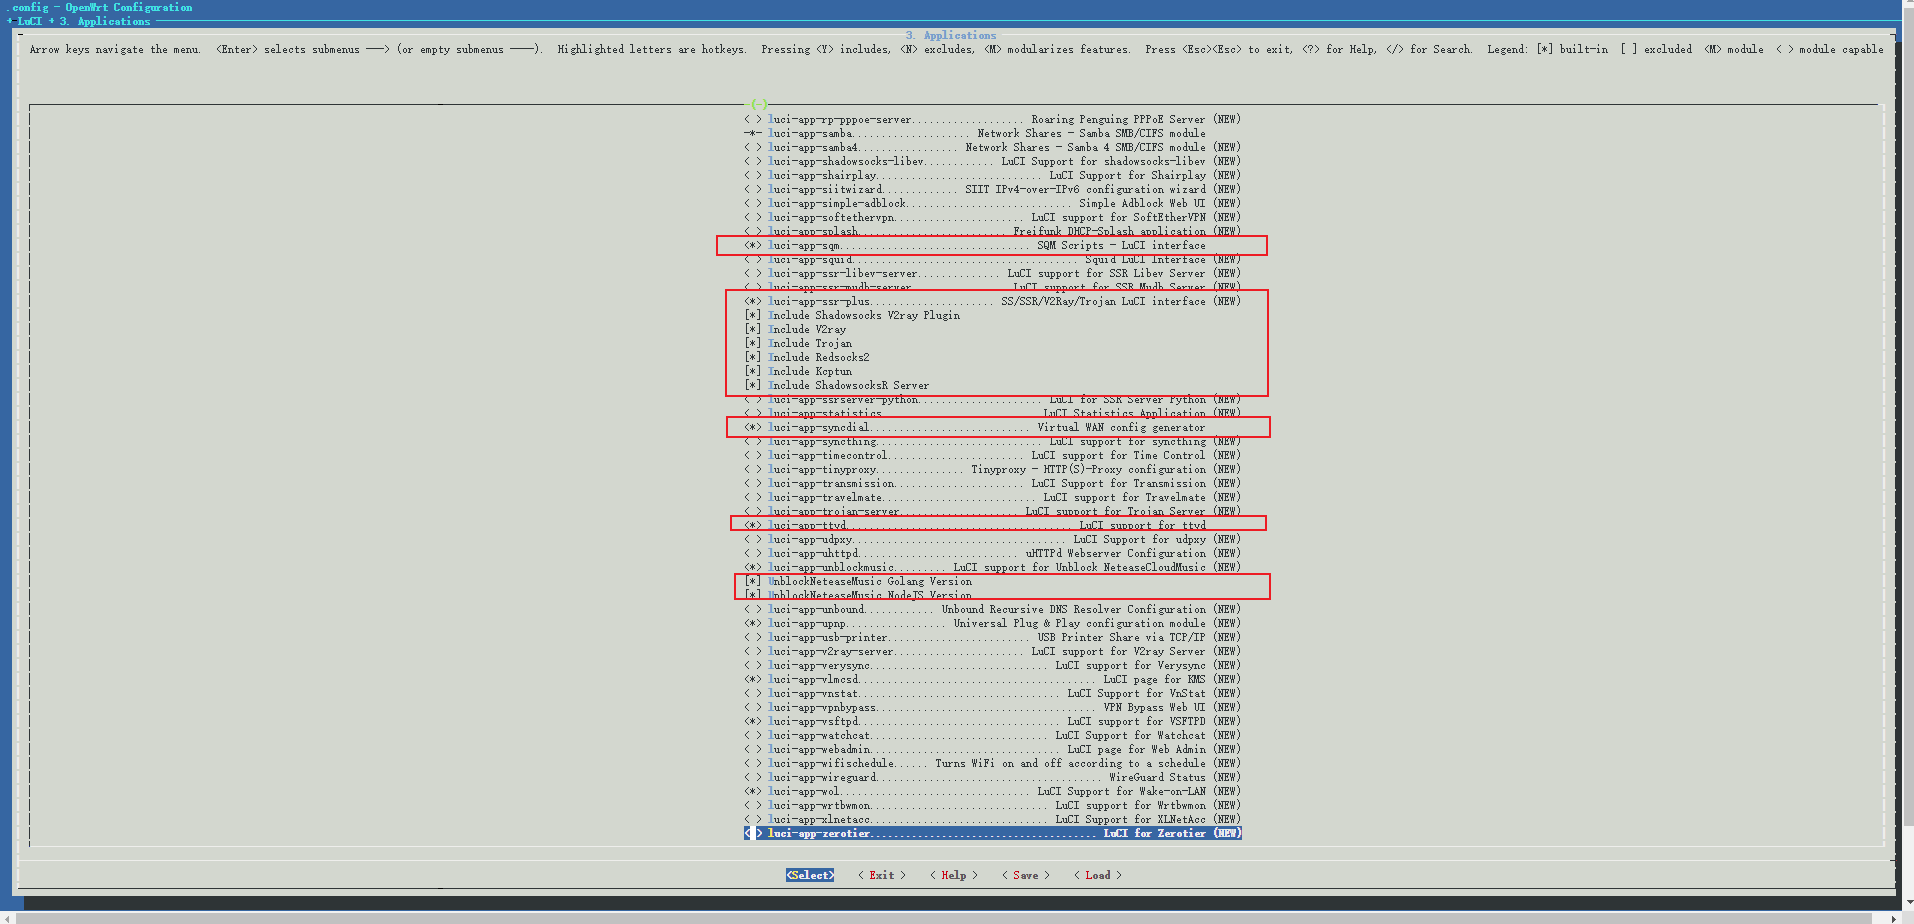 .config - OpenWrt Configuration
+-LuCI + 3. Applications
3. Applications
Arrow keys navigate the menu. <Enter> selects submenus ---> (or empty submenus ----). Highlighted letters are hotkeys. Pressing <Y> includes, <N> excludes, <M> modularizes features. Press <Esc><Esc> to exit, <?> for Help, </> for Search. Legend: [*] built-in [ ] excluded <M> module < > module capable
-(-)
< > luci-app-rp-pppoe-server................... Roaring Penguing PPPoE Server (NEW)
-*- luci-app-samba.................... Network Shares - Samba SMB/CIFS module
< > luci-app-samba4................. Network Shares - Samba 4 SMB/CIFS module (NEW)
< > luci-app-shadowsocks-libev............ LuCI Support for shadowsocks-libev (NEW)
< > luci-app-shairplay............................ LuCI Support for Shairplay (NEW)
< > luci-app-siitwizard............. SIIT IPv4-over-IPv6 configuration wizard (NEW)
< > luci-app-simple-adblock............................ Simple Adblock Web UI (NEW)
< > luci-app-softethervpn...................... LuCI support for SoftEtherVPN (NEW)
< > luci-app-splash......................... Freifunk DHCP-Splash application (NEW)
<*> luci-app-sqm................................ SQM Scripts - LuCI interface
< > luci-app-squid...................................... Squid LuCI Interface (NEW)
< > luci-app-ssr-libev-server.............. LuCI support for SSR Libev Server (NEW)
< > luci-app-ssr-mudb-server................ LuCI support for SSR Mudb Server (NEW)
<*> luci-app-ssr-plus..................... SS/SSR/V2Ray/Trojan LuCI interface (NEW)
[*] Include Shadowsocks V2ray Plugin
[*] Include V2ray
[*] Include Trojan
[*] Include Redsocks2
[*] Include Kcptun
[*] Include ShadowsocksR Server
< > luci-app-ssrserver-python..................... LuCI for SSR Server Python (NEW)
< > luci-app-statistics........................... LuCI Statistics Application (NEW)
<*> luci-app-syncdial........................... Virtual WAN config generator
< > luci-app-syncthing............................ LuCI support for syncthing (NEW)
< > luci-app-timecontrol........................ LuCI support for Time Control (NEW)
< > luci-app-tinyproxy............... Tinyproxy - HTTP(S)-Proxy configuration (NEW)
< > luci-app-transmission...................... LuCI Support for Transmission (NEW)
< > luci-app-travelmate........................... LuCI support for Travelmate (NEW)
< > luci-app-trojan-server..................... LuCI support for Trojan Server (NEW)
<*> luci-app-ttyd...................................... LuCI support for ttyd
< > luci-app-udpxy..................................... LuCI Support for udpxy (NEW)
< > luci-app-uhttpd........................... uHTTPd Webserver Configuration (NEW)
<*> luci-app-unblockmusic......... LuCI support for Unblock NeteaseCloudMusic (NEW)
[*] UnblockNeteaseMusic Golang Version
[*] UnblockNeteaseMusic NodeJS Version
< > luci-app-unbound............ Unbound Recursive DNS Resolver Configuration (NEW)
<*> luci-app-upnp................. Universal Plug & Play configuration module (NEW)
< > luci-app-usb-printer........................ USB Printer Share via TCP/IP (NEW)
< > luci-app-v2ray-server....................... LuCI support for V2ray Server (NEW)
< > luci-app-verysync.............................. LuCI support for Verysync (NEW)
<*> luci-app-vlmcsd......................................... LuCI page for KMS (NEW)
< > luci-app-vnstat.................................. LuCI Support for VnStat (NEW)
< > luci-app-vpnbypass..................................... VPN Bypass Web UI (NEW)
<*> luci-app-vsftpd.................................. LuCI support for VSFTPD (NEW)
< > luci-app-watchcat.............................. LuCI Support for Watchcat (NEW)
< > luci-app-webadmin................................ LuCI page for Web Admin (NEW)
< > luci-app-wifischedule...... Turns WiFi on and off according to a schedule (NEW)
< > luci-app-wireguard...................................... WireGuard Status (NEW)
<*> luci-app-wol................................ LuCI Support for Wake-on-LAN (NEW)
< > luci-app-wrtbwmon.............................. LuCI support for Wrtbwmon (NEW)
< > luci-app-xlnetacc.............................. LuCI Support for XLNetAcc (NEW)
< > luci-app-zerotier...................................... LuCI for Zerotier (NEW)
<Select> < Exit > < Help > < Save > < Load >